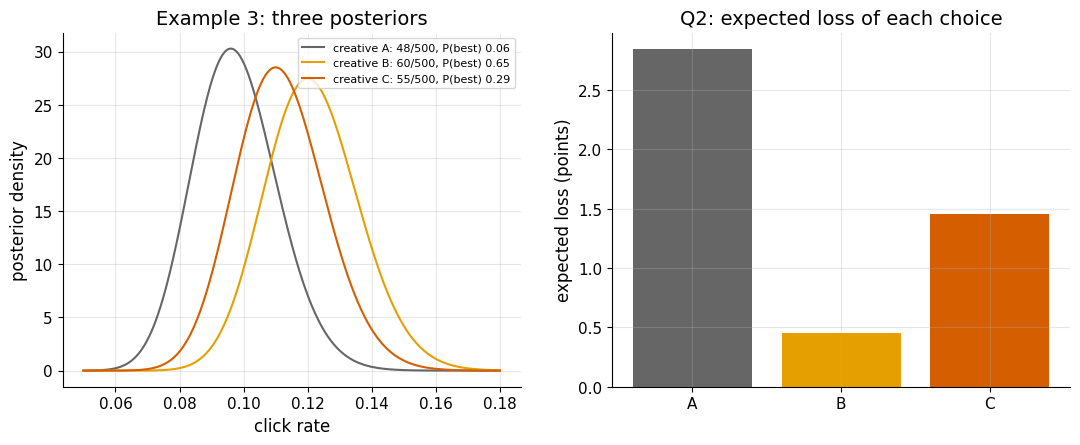 Example 3: three posteriors
creative A: 48/500, P(best) 0.06
creative B: 60/500, P(best) 0.65
creative C: 55/500, P(best) 0.29
posterior density
30
25
20
15
10
5
0
0.06 0.08 0.10 0.12 0.14 0.16 0.18
click rate
Q2: expected loss of each choice
expected loss (points)
2.5
2.0
1.5
1.0
0.5
0.0
A B C